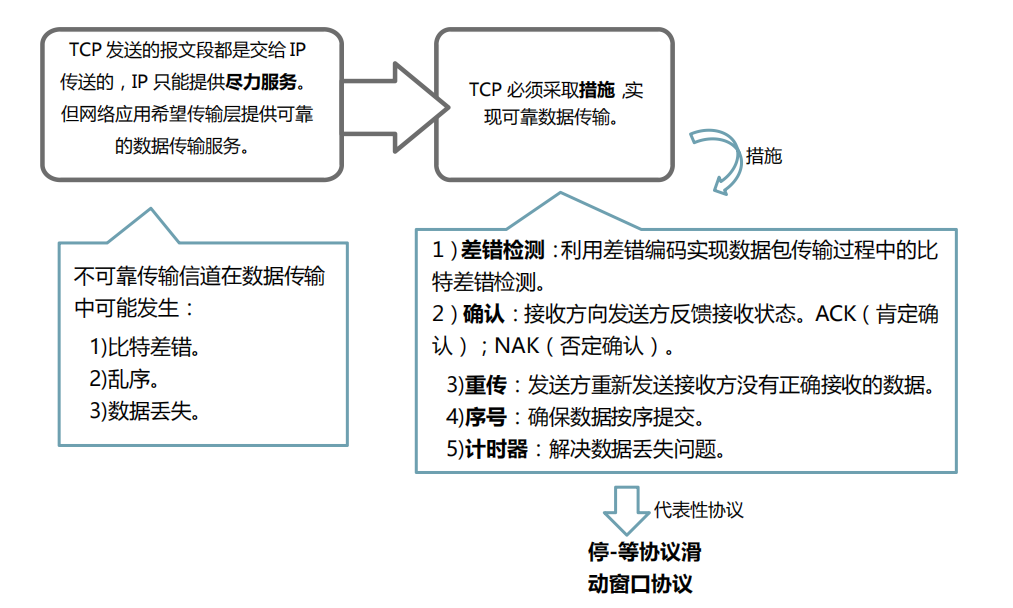 TCP 发送的报文段都是交给 IP
传送的，IP 只能提供尽力服务。
但网络应用希望传输层提供可靠
的数据传输服务。
TCP 必须采取措施 ,实
现可靠数据传输。
措施
不可靠传输信道在数据传输
中可能发生：
1)比特差错。
2)乱序。
3)数据丢失。
1）差错检测：利用差错编码实现数据包传输过程中的比
特差错检测。
2）确认：接收方向发送方反馈接收状态。ACK（肯定确
认）；NAK（否定确认）。
3)重传：发送方重新发送接收方没有正确接收的数据。
4)序号：确保数据按序提交。
5)计时器：解决数据丢失问题。
代表性协议
停-等协议滑
动窗口协议